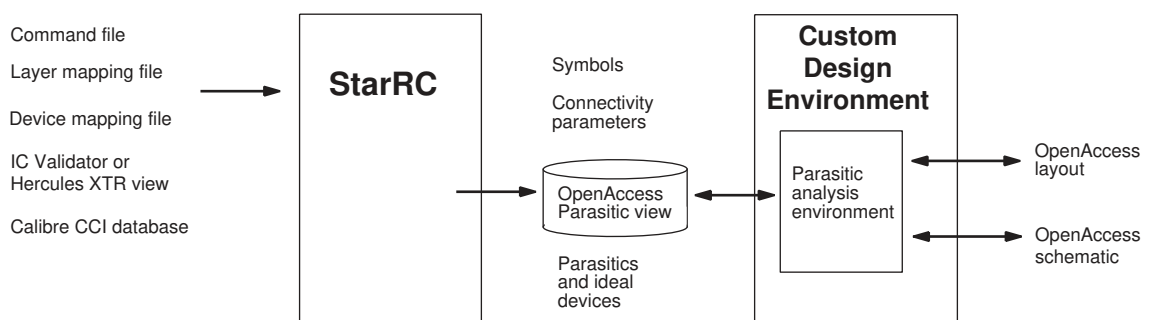 Command file
Layer mapping file
Device mapping file
IC Validator or
Hercules XTR view
Calibre CCI database
StarRC
Symbols
Connectivity
parameters
OpenAccess
Parasitic view
Parasitics
and ideal
devices
Custom
Design
Environment
Parasitic
analysis
environment
OpenAccess
layout
OpenAccess
schematic